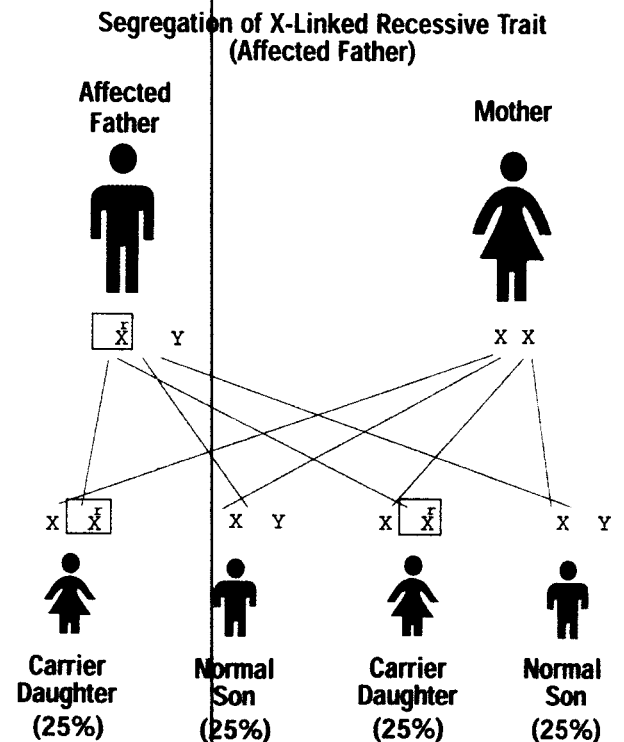 Segregation of X-Linked Recessive Trait
(Affected Father)
Affected
Father
Mother
r
X Y
X X
X r
X
X Y
X r
X
X Y
Carrier
Daughter
(25%)
Normal
Son
(25%)
Carrier
Daughter
(25%)
Normal
Son
(25%)